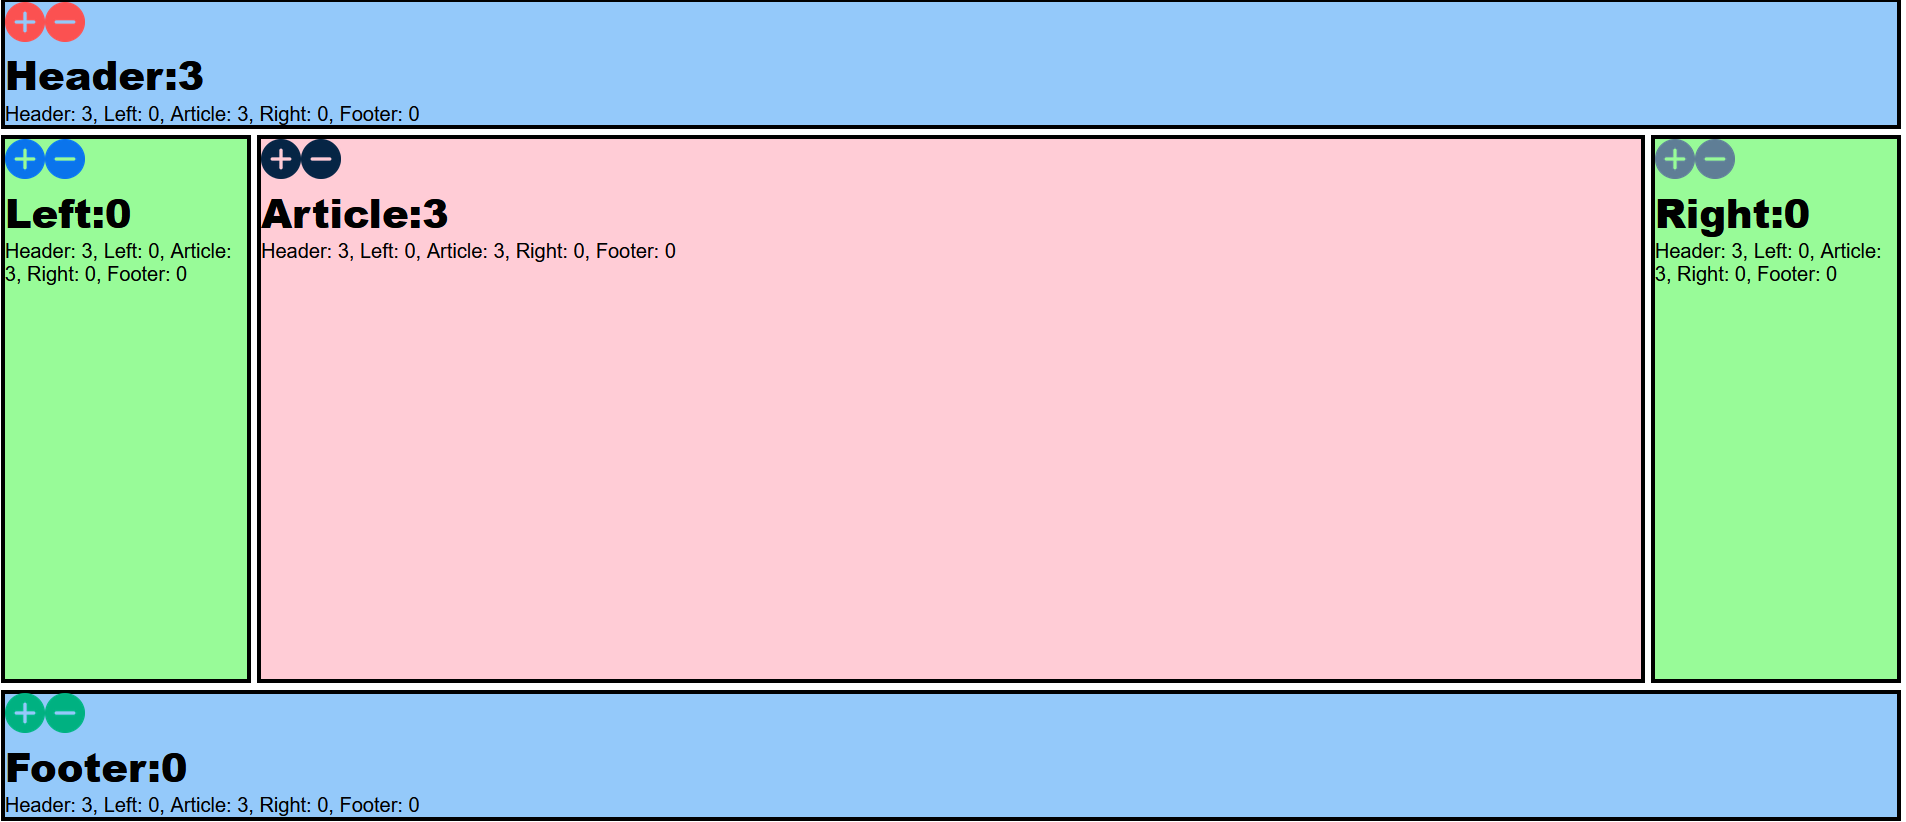 Header:3
Header: 3, Left: 0, Article: 3, Right: 0, Footer: 0
Left:0
Header: 3, Left: 0, Article:
3, Right: 0, Footer: 0
Article:3
Header: 3, Left: 0, Article: 3, Right: 0, Footer: 0
Right:0
Header: 3, Left: 0, Article:
3, Right: 0, Footer: 0
Footer:0
Header: 3, Left: 0, Article: 3, Right: 0, Footer: 0